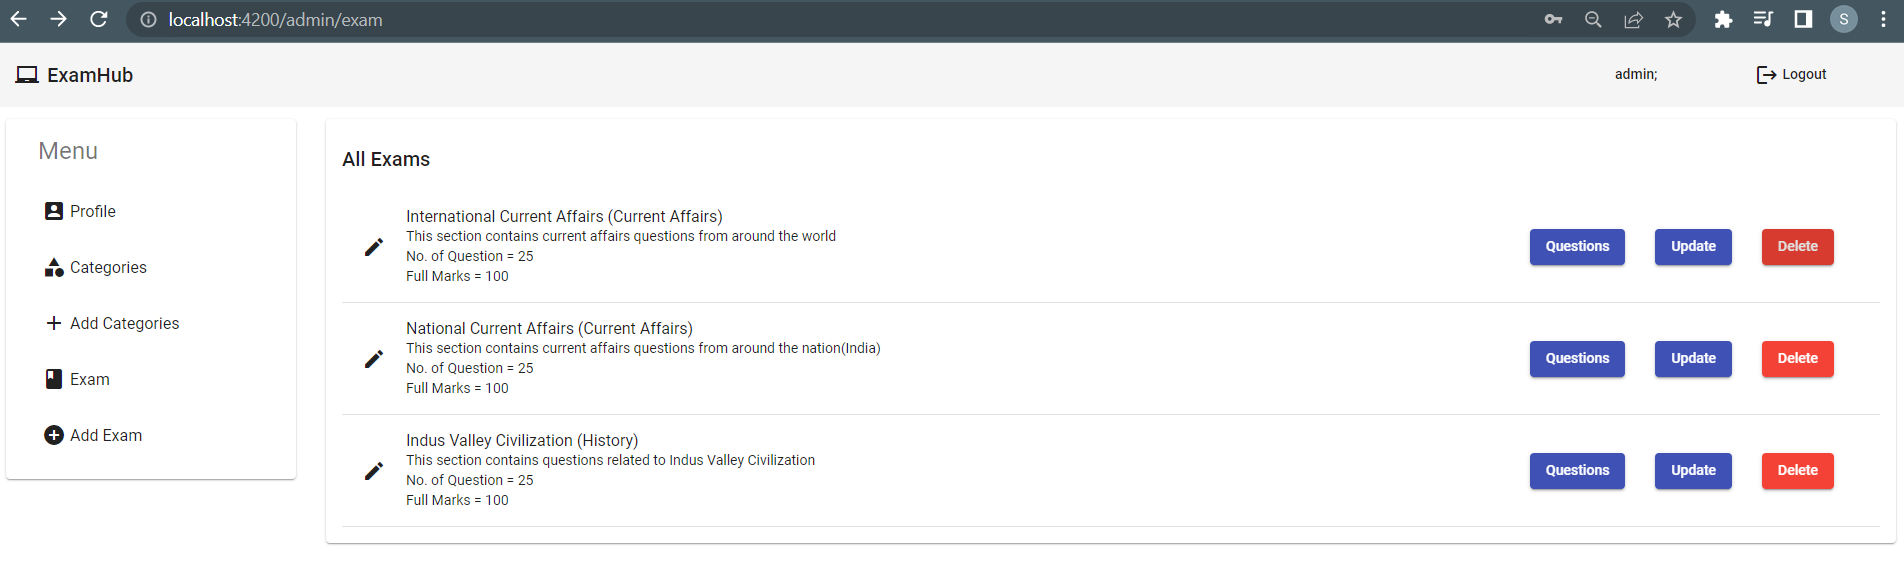 localhost:4200/admin/exam
S
ExamHub
admin;
Logout
Menu
Profile
Categories
Add Categories
Exam
Add Exam
All Exams
International Current Affairs (Current Affairs)
This section contains current affairs questions from around the world
No. of Question = 25
Full Marks = 100
Questions
Update
Delete
National Current Affairs (Current Affairs)
This section contains current affairs questions from around the nation(India)
No. of Question = 25
Full Marks = 100
Questions
Update
Delete
Indus Valley Civilization (History)
This section contains questions related to Indus Valley Civilization
No. of Question = 25
Full Marks = 100
Questions
Update
Delete